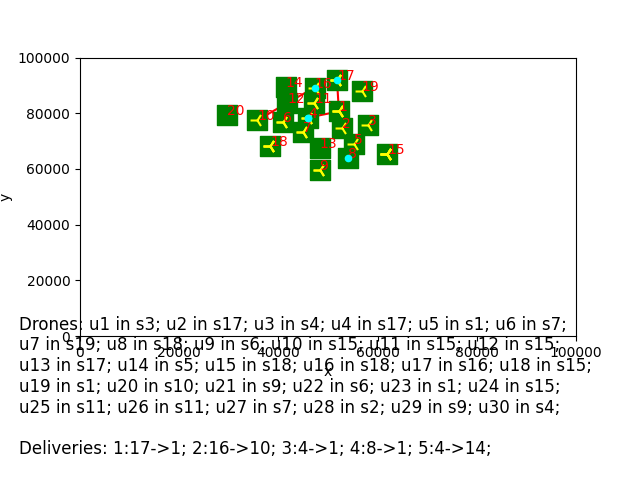 100000
80000
60000
40000
20000
0
y
0 20000 40000 60000 80000 100000
x
14
17
19
12
20
18
13
15
Drones: u1 in s3; u2 in s17; u3 in s4; u4 in s17; u5 in s1; u6 in s7;
u7 in s19; u8 in s18; u9 in s6; u10 in s15; u11 in s15; u12 in s15;
u13 in s17; u14 in s5; u15 in s18; u16 in s18; u17 in s16; u18 in s15;
u19 in s1; u20 in s10; u21 in s9; u22 in s6; u23 in s1; u24 in s15;
u25 in s11; u26 in s11; u27 in s7; u28 in s2; u29 in s9; u30 in s4;
Deliveries: 1:17->1; 2:16->10; 3:4->1; 4:8->1; 5:4->14;